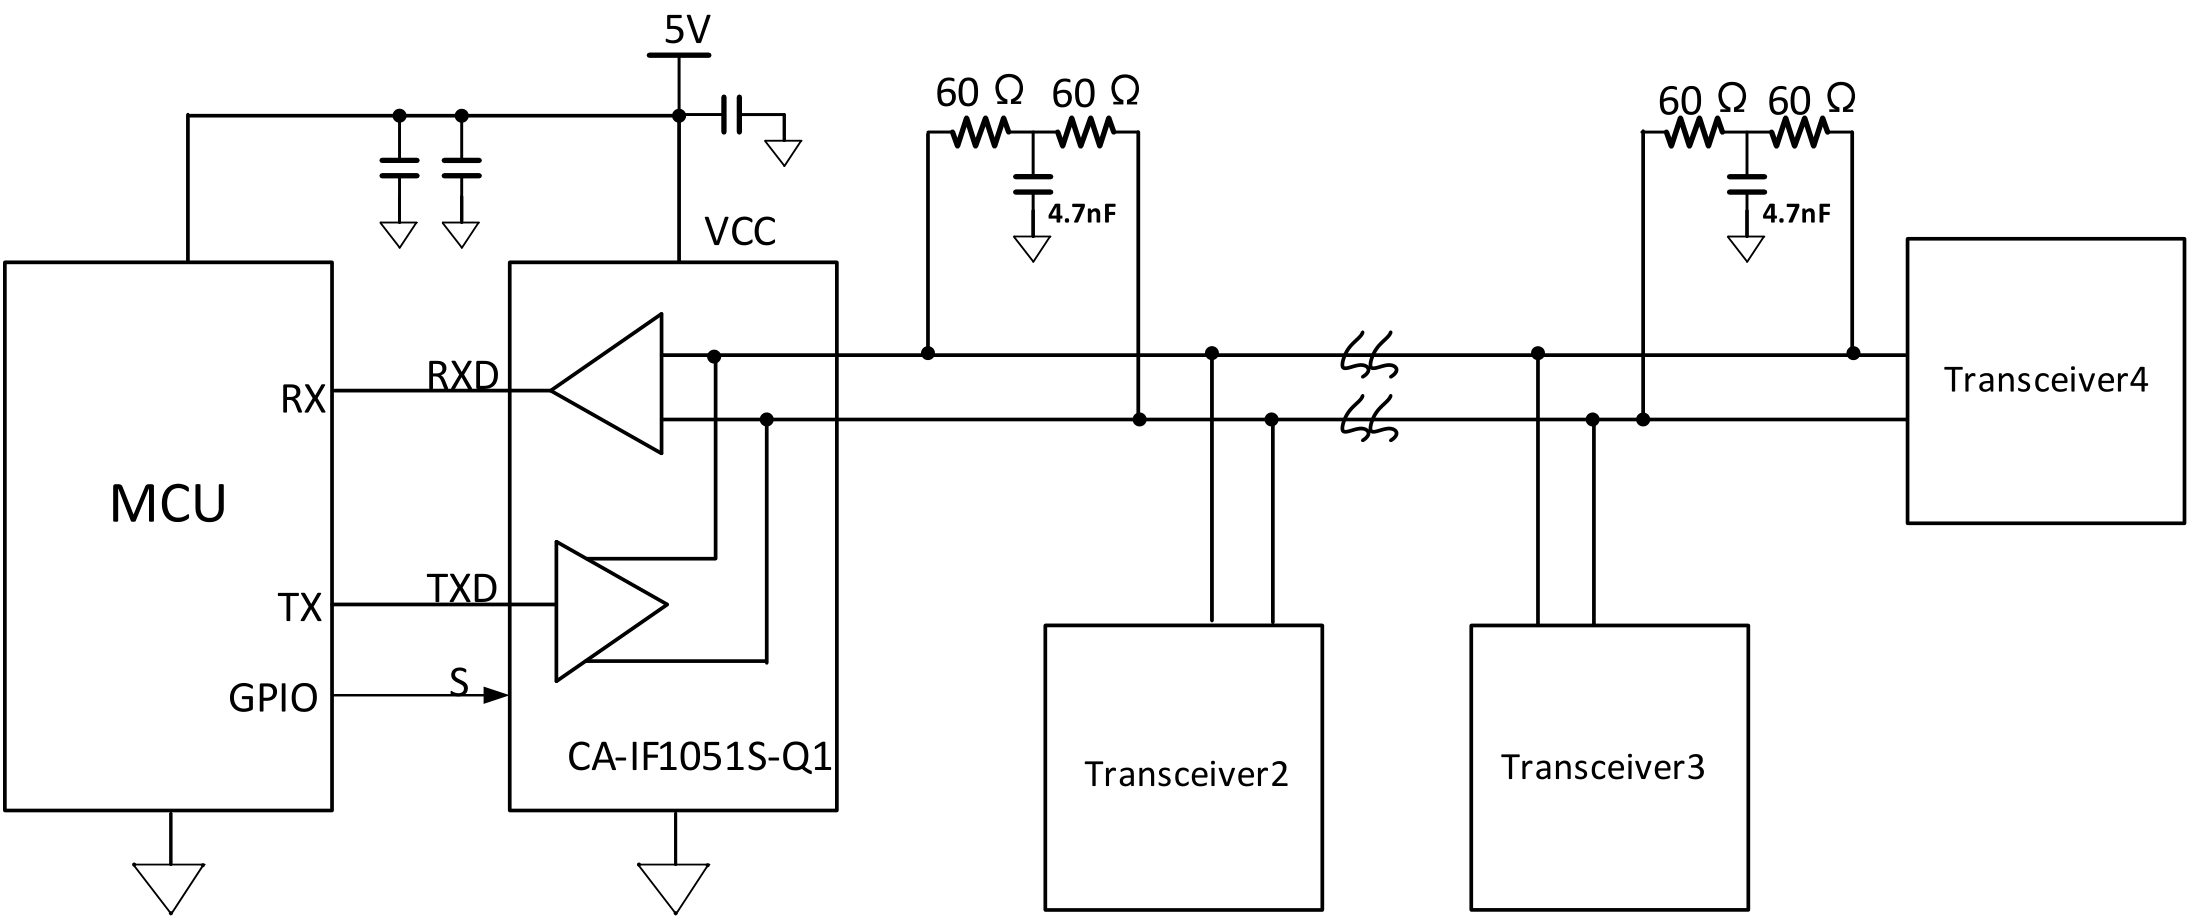 5V
60 Ω 60 Ω
60 Ω 60 Ω
4.7nF
4.7nF
VCC
RXD
RX
Transceiver4
MCU
TXD
TX
S
GPIO
CA-IF1051S-Q1
Transceiver2
Transceiver3